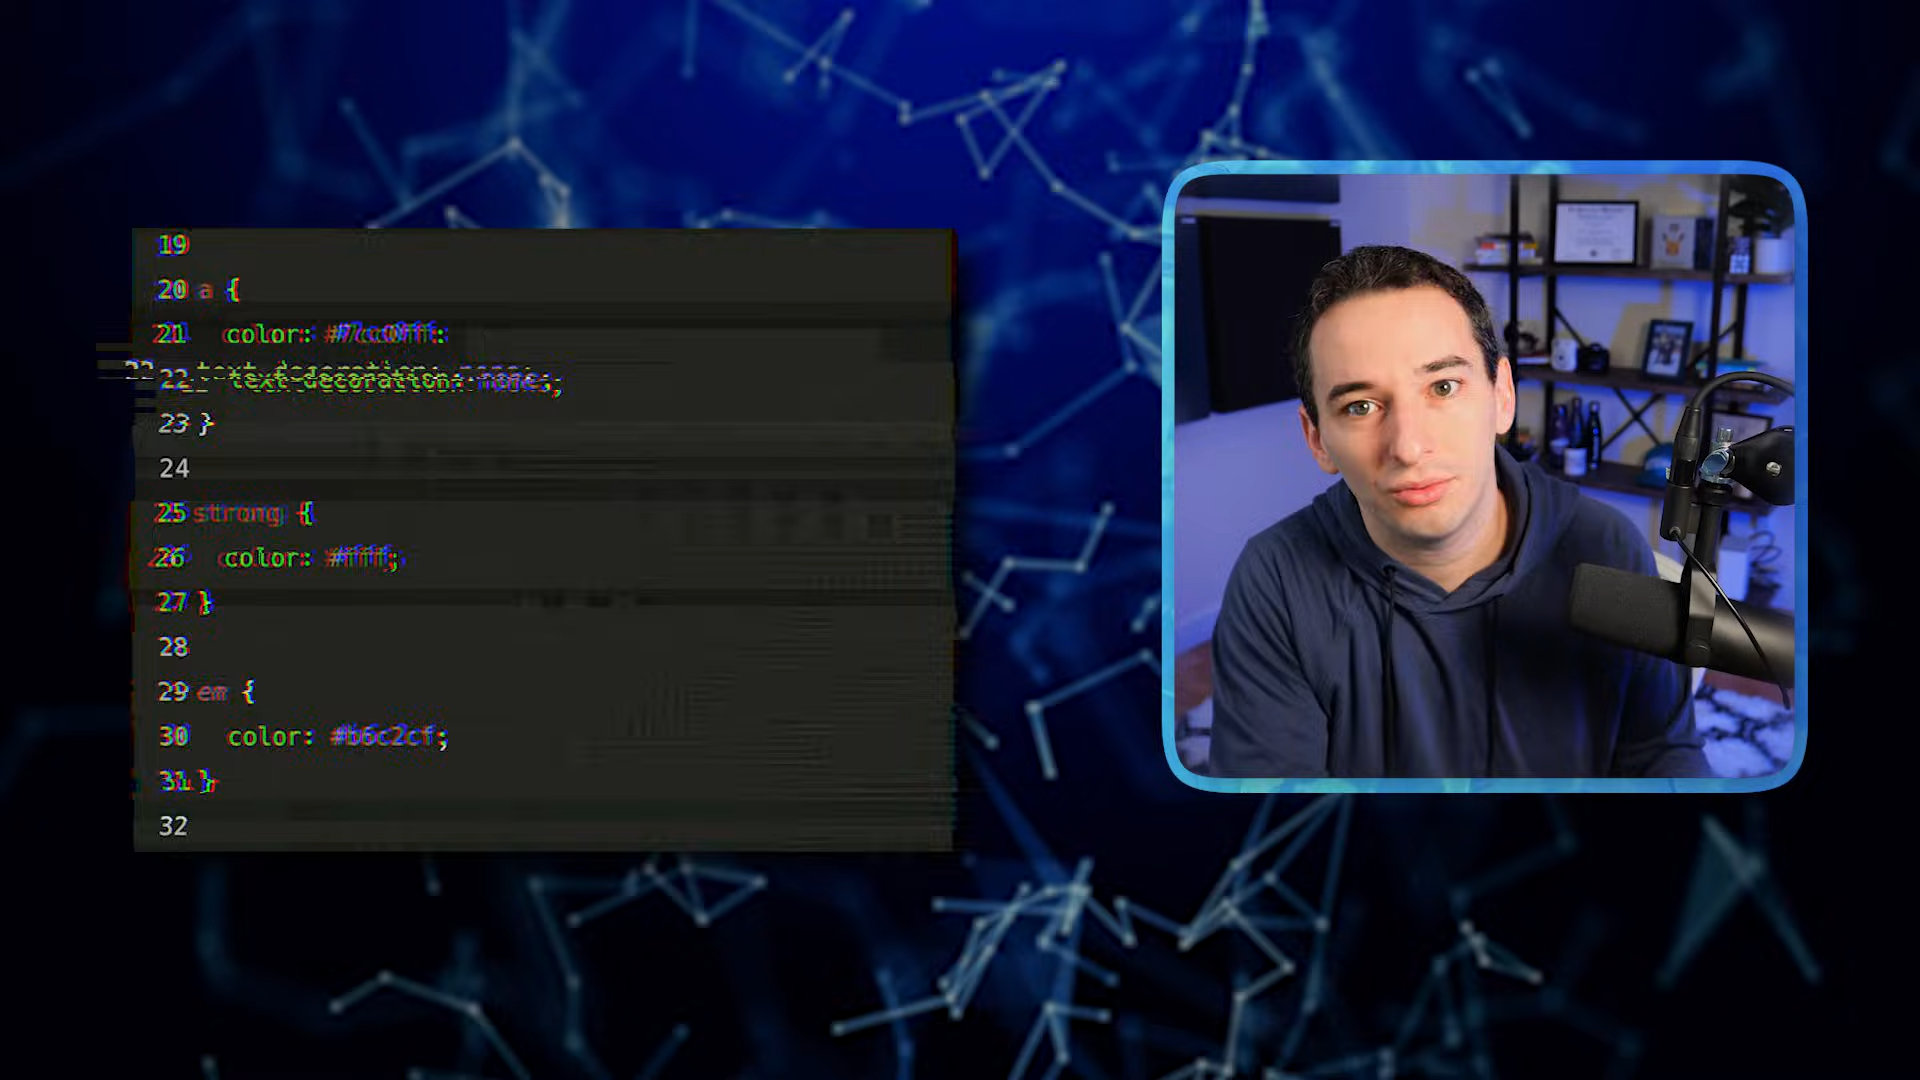 19
20 a {
21 color: #7cc0ff;
22 text-decoration: none;
23 }
24
25 strong {
26 color: #fff;
27 }
28
29 em {
30 color: #b6c2cf;
31 }
32